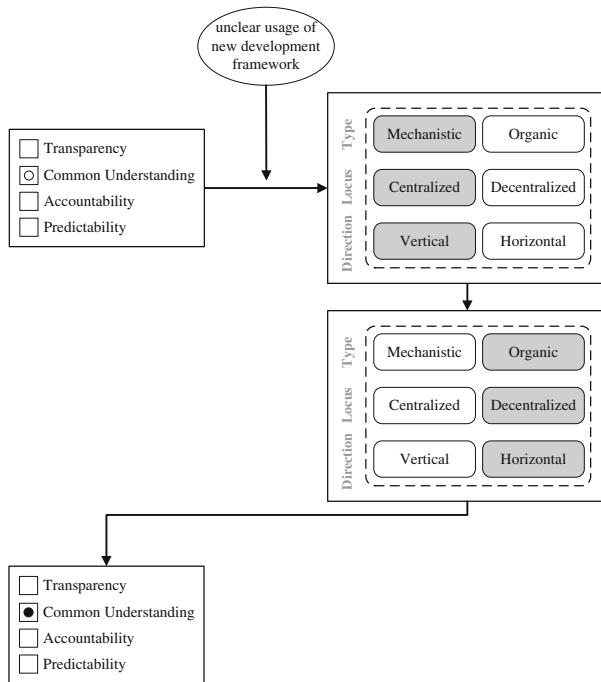 unclear usage of
new development
framework
Transparency
Common Understanding
Accountability
Predictability
Type
Mechanistic
Organic
Locus
Centralized
Decentralized
Direction
Vertical
Horizontal
Type
Mechanistic
Organic
Locus
Centralized
Decentralized
Direction
Vertical
Horizontal
Transparency
Common Understanding
Accountability
Predictability